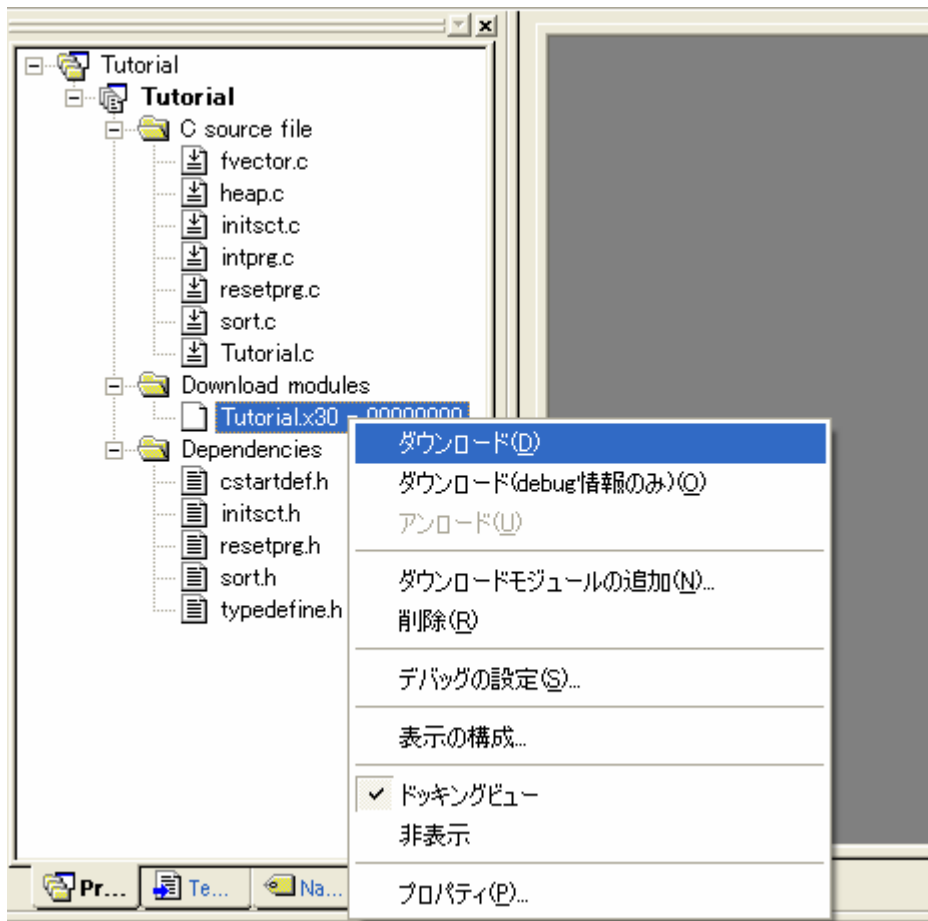 Tutorial
Tutorial
C source file
fvector.c
heap.c
initsct.c
intprg.c
resetprg.c
sort.c
Tutorial.c
Download modules
Tutorial.x30 - 00000000
Dependencies
cstartdef.h
initsct.h
resetprg.h
sort.h
typedefine.h
ダウンロード(D)
ダウンロード(debug情報のみ)(O)
アンロード(U)
ダウンロードモジュールの追加(N)...
削除(R)
デバッグの設定(S)...
表示の構成...
ドッキングビュー
非表示
プロパティ(P)...
Pr... Te... Na...